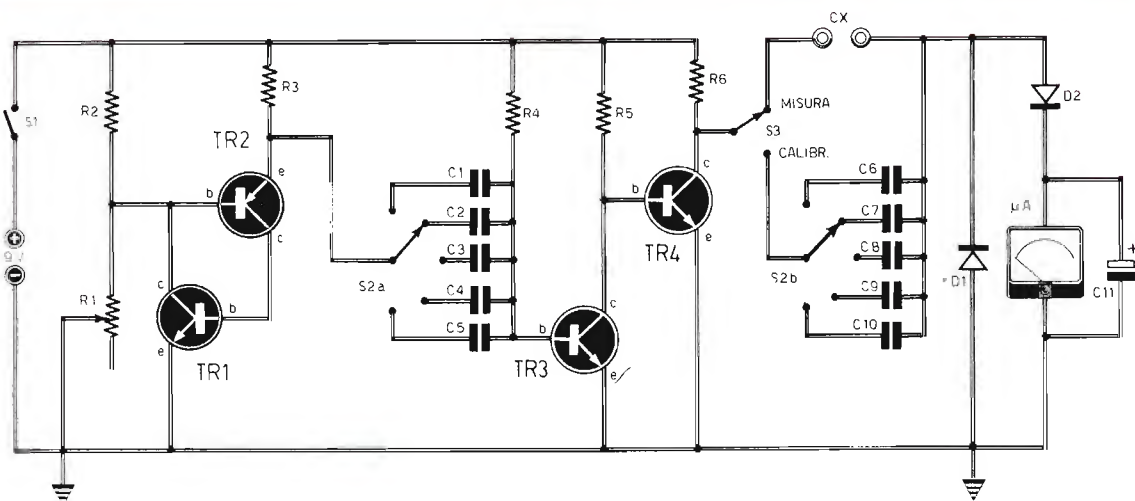 CX
S1
R2
R3
R4
R5
R6
MISURA
S3
CALIBR.
D2
TR2
b
e
c
C1
C2
C3
C4
C5
S2a
b
c
e
TR4
C6
C7
C8
C9
C10
S2b
D1
µA
+
C11
+
9V
−
R1
c
b
e
TR1
b
c
e
TR3